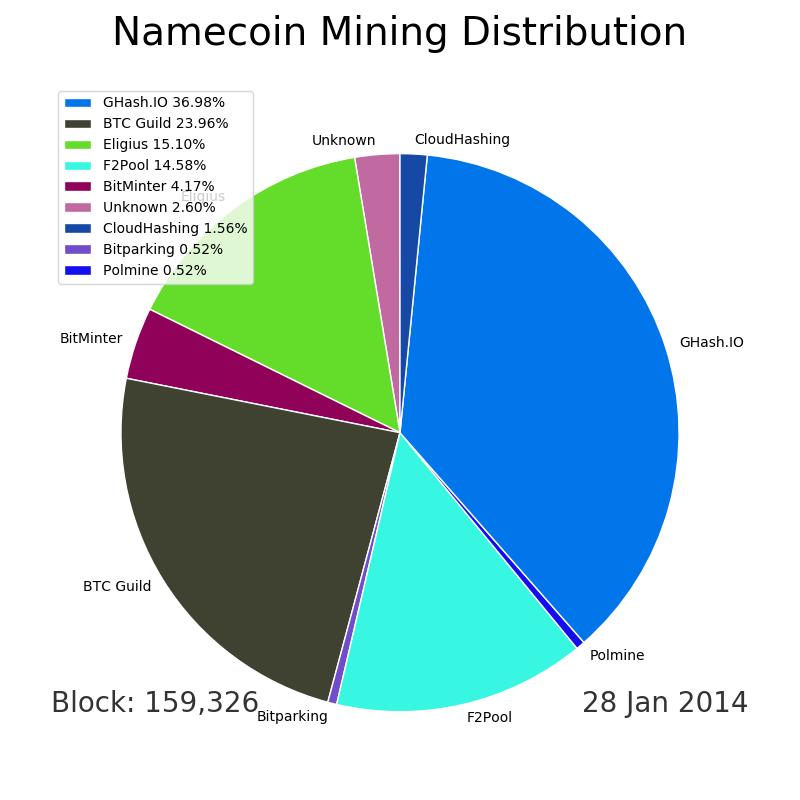 Namecoin Mining Distribution
GHash.IO 36.98%
BTC Guild 23.96%
Eligius 15.10%
F2Pool 14.58%
BitMinter 4.17%
Unknown 2.60%
CloudHashing 1.56%
Bitparking 0.52%
Polmine 0.52%
Unknown
CloudHashing
Eligius
BitMinter
GHash.IO
BTC Guild
Polmine
Bitparking
F2Pool
Block: 159,326
28 Jan 2014